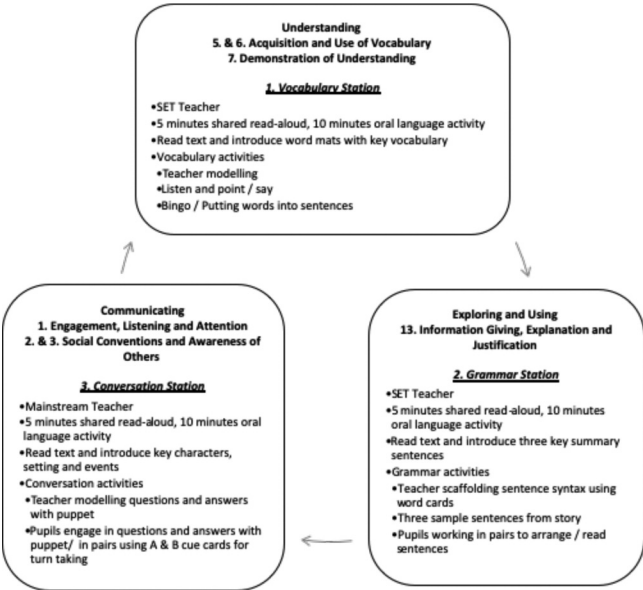 Understanding
5. & 6. Acquisition and Use of Vocabulary
7. Demonstration of Understanding
1. Vocabulary Station
•SET Teacher
•5 minutes shared read-aloud, 10 minutes oral language activity
•Read text and introduce word mats with key vocabulary
•Vocabulary activities
•Teacher modelling
•Listen and point / say
•Bingo / Putting words into sentences
Exploring and Using
13. Information Giving, Explanation and
Justification
2. Grammar Station
•SET Teacher
•5 minutes shared read-aloud, 10 minutes
oral language activity
•Read text and introduce three key summary
sentences
•Grammar activities
•Teacher scaffolding sentence syntax using
word cards
•Three sample sentences from story
•Pupils working in pairs to arrange / read
sentences
Communicating
1. Engagement, Listening and Attention
2. & 3. Social Conventions and Awareness of
Others
3. Conversation Station
•Mainstream Teacher
•5 minutes shared read-aloud, 10 minutes oral
language activity
•Read text and introduce key characters,
setting and events
•Conversation activities
•Teacher modelling questions and answers
with puppet
•Pupils engage in questions and answers with
puppet/ in pairs using A & B cue cards for
turn taking